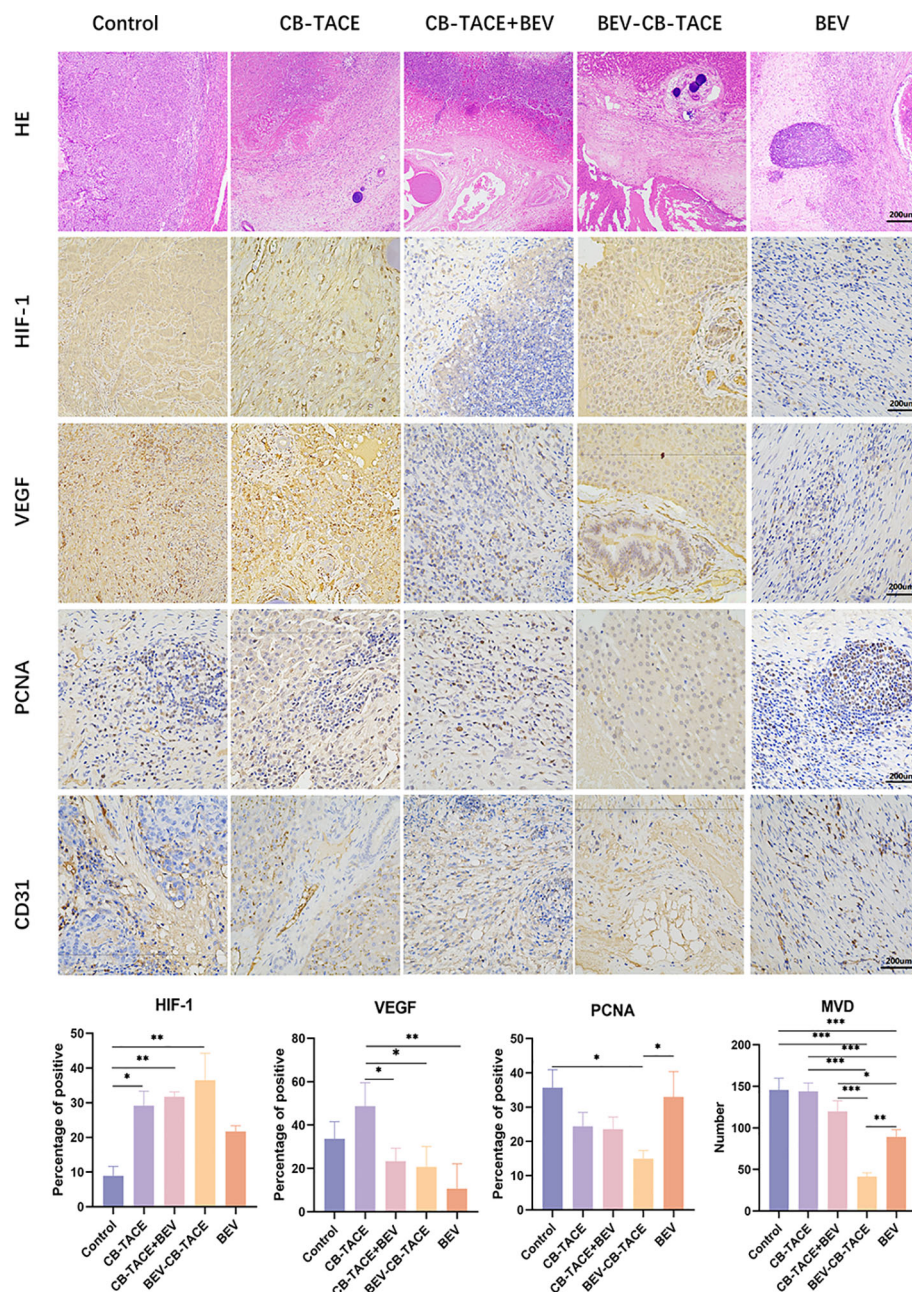 Control CB-TACE CB-TACE+BEV BEV-CB-TACE BEV
HE
200um
HIF-1
200um
VEGF
200um
PCNA
200um
CD31
200um
HIF-1
Percentage of positive
50
40
30
20
10
0
*
**
**
Control
CB-TACE
CB-TACE+BEV
BEV-CB-TACE
BEV
VEGF
Percentage of positive
80
60
40
20
0
**
*
*
Control
CB-TACE
CB-TACE+BEV
BEV-CB-TACE
BEV
PCNA
Percentage of positive
50
40
30
20
10
0
*
*
Control
CB-TACE
CB-TACE+BEV
BEV-CB-TACE
BEV
MVD
Number
200
150
100
50
0
***
***
***
***
*
***
**
Control
CB-TACE
CB-TACE+BEV
BEV-CB-TACE
BEV